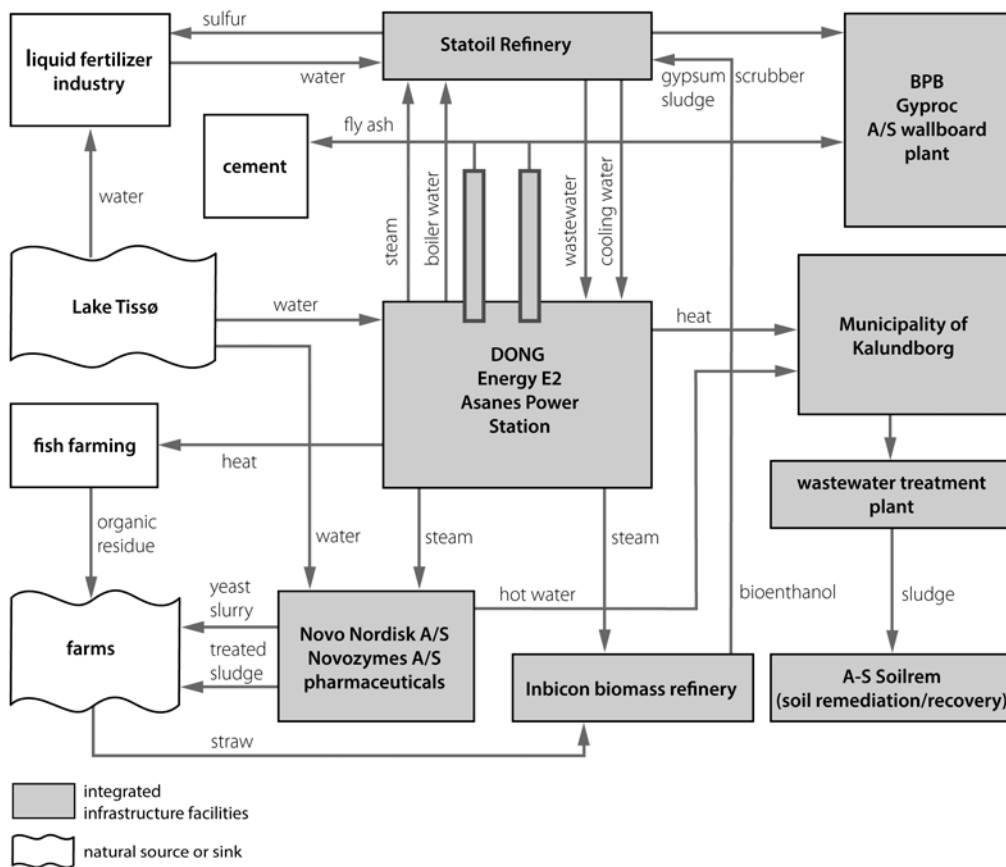 sulfur
Statoil Refinery
liquid fertilizer
industry
water
gypsum
sludge
scrubber
BPB
Gyproc
A/S wallboard
plant
fly ash
cement
water
steam
boiler water
wastewater
cooling water
Lake Tissø
water
heat
Municipality of
Kalundborg
DONG
Energy E2
Asanes Power
Station
fish farming
heat
wastewater treatment
plant
organic
residue
water
steam
steam
yeast
slurry
hot water
bioenthanol
sludge
farms
treated
sludge
Novo Nordisk A/S
Novozymes A/S
pharmaceuticals
Inbicon biomass refinery
A-S Soilrem
(soil remediation/recovery)
straw
integrated
infrastructure facilities
natural source or sink